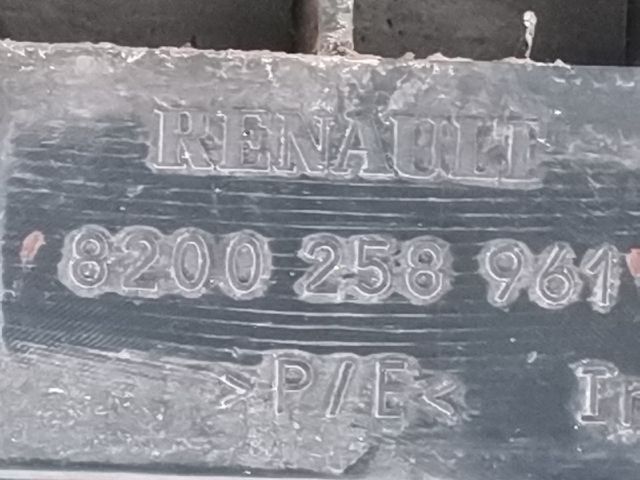 RENAULT
8200 258 961
>P/E<